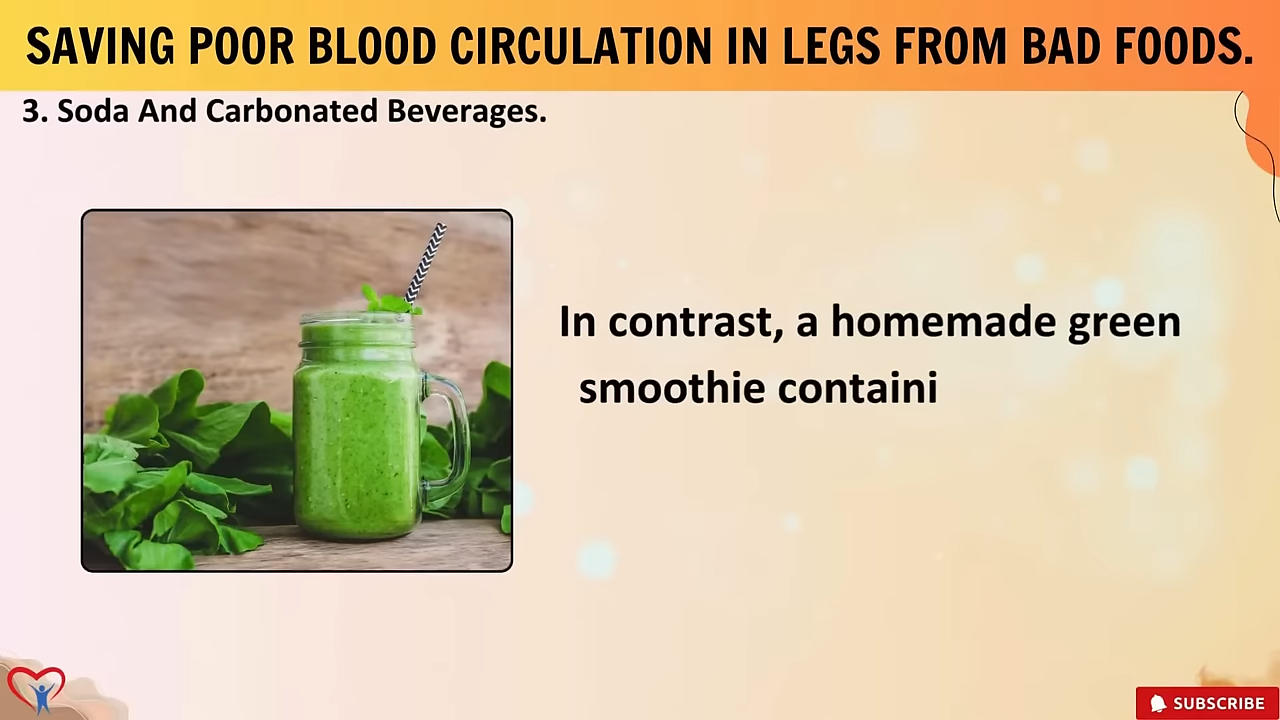 SAVING POOR BLOOD CIRCULATION IN LEGS FROM BAD FOODS.
3. Soda And Carbonated Beverages.
In contrast, a homemade green
smoothie containi
SUBSCRIBE